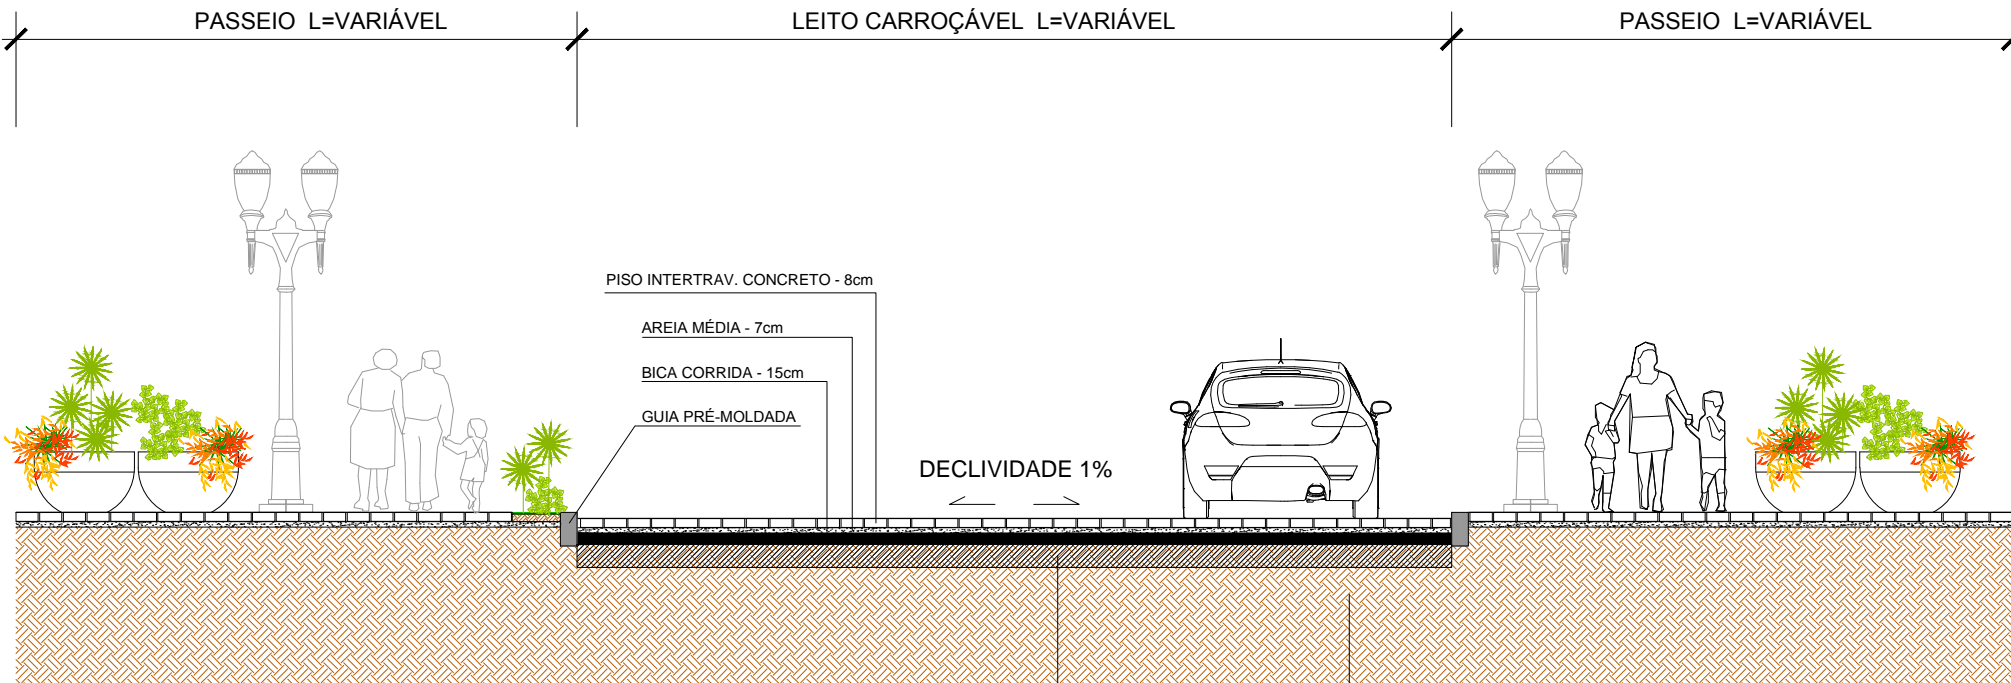 PASSEIO  L=VARIÁVEL
LEITO CARROÇÁVEL  L=VARIÁVEL
PASSEIO  L=VARIÁVEL
PISO INTERTRAV. CONCRETO - 8cm
AREIA MÉDIA - 7cm
BICA CORRIDA - 15cm
GUIA PRÉ-MOLDADA
DECLIVIDADE 1%